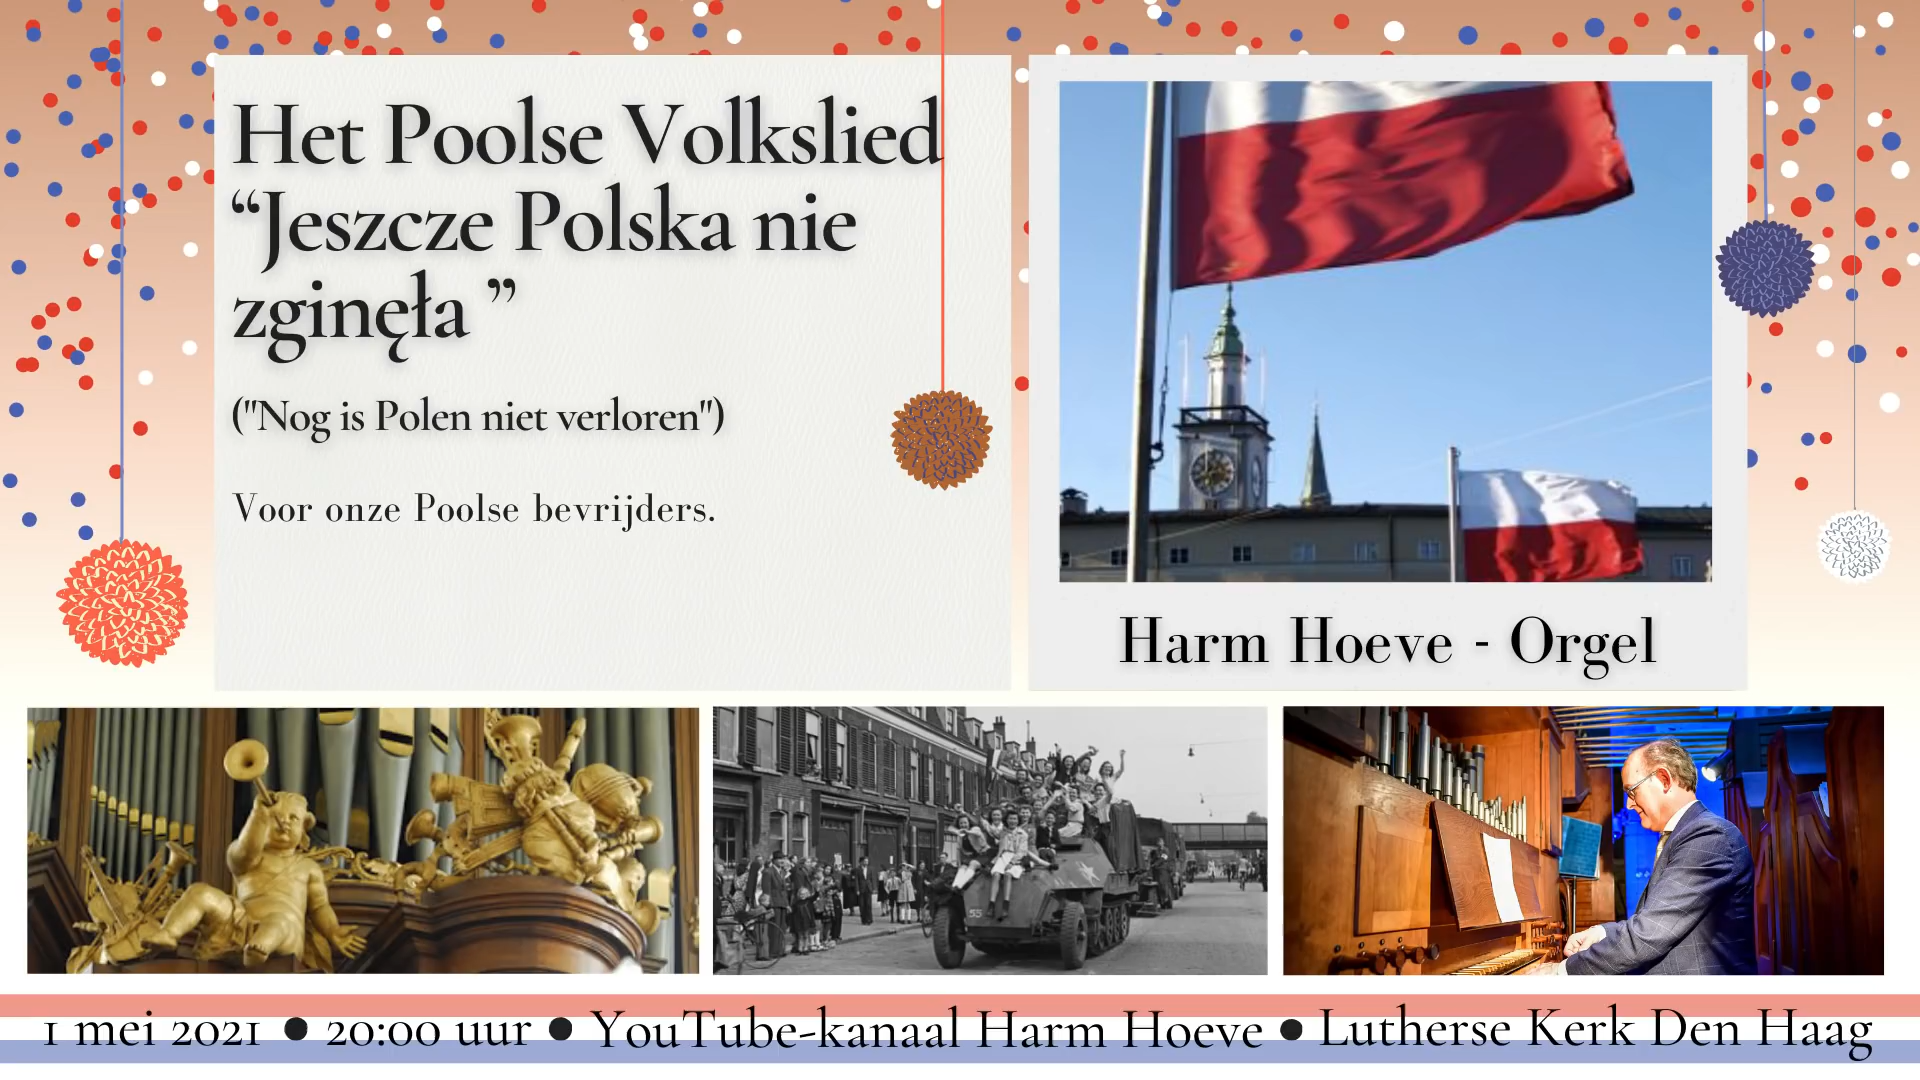 Het Poolse Volkslied
“Jeszcze Polska nie
zginęła ”
("Nog is Polen niet verloren")
Voor onze Poolse bevrijders.
Harm Hoeve - Orgel
55
1 mei 2021 ● 20:00 uur ● YouTube-kanaal Harm Hoeve ● Lutherse Kerk Den Haag